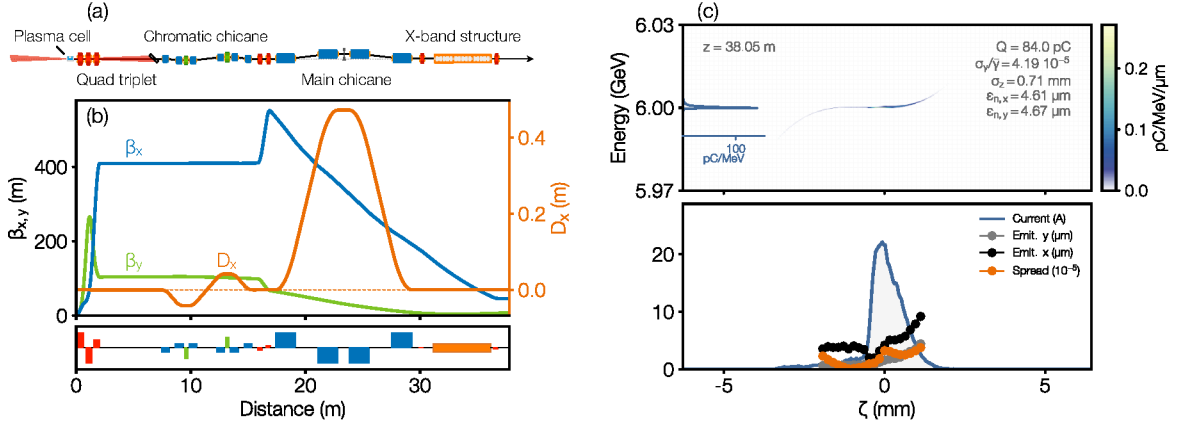 (a)
Plasma cell
Chromatic chicane
X-band structure
Quad triplet
Main chicane
(b)
βx
βy
Dx
400
200
0
βx,y (m)
0.4
0.2
0.0
Dx (m)
0
10
20
30
Distance (m)
(c)
6.03
6.00
5.97
Energy (GeV)
z = 38.05 m
Q = 84.0 pC
σγ/γ̄ = 4.19 10⁻⁵
σz = 0.71 mm
εn,x = 4.61 µm
εn,y = 4.67 µm
100
pC/MeV
0.2
0.1
0.0
pC/MeV/µm
Current (A)
Emit. y (µm)
Emit. x (µm)
Spread (10⁻⁵)
20
10
0
-5
0
5
ζ (mm)